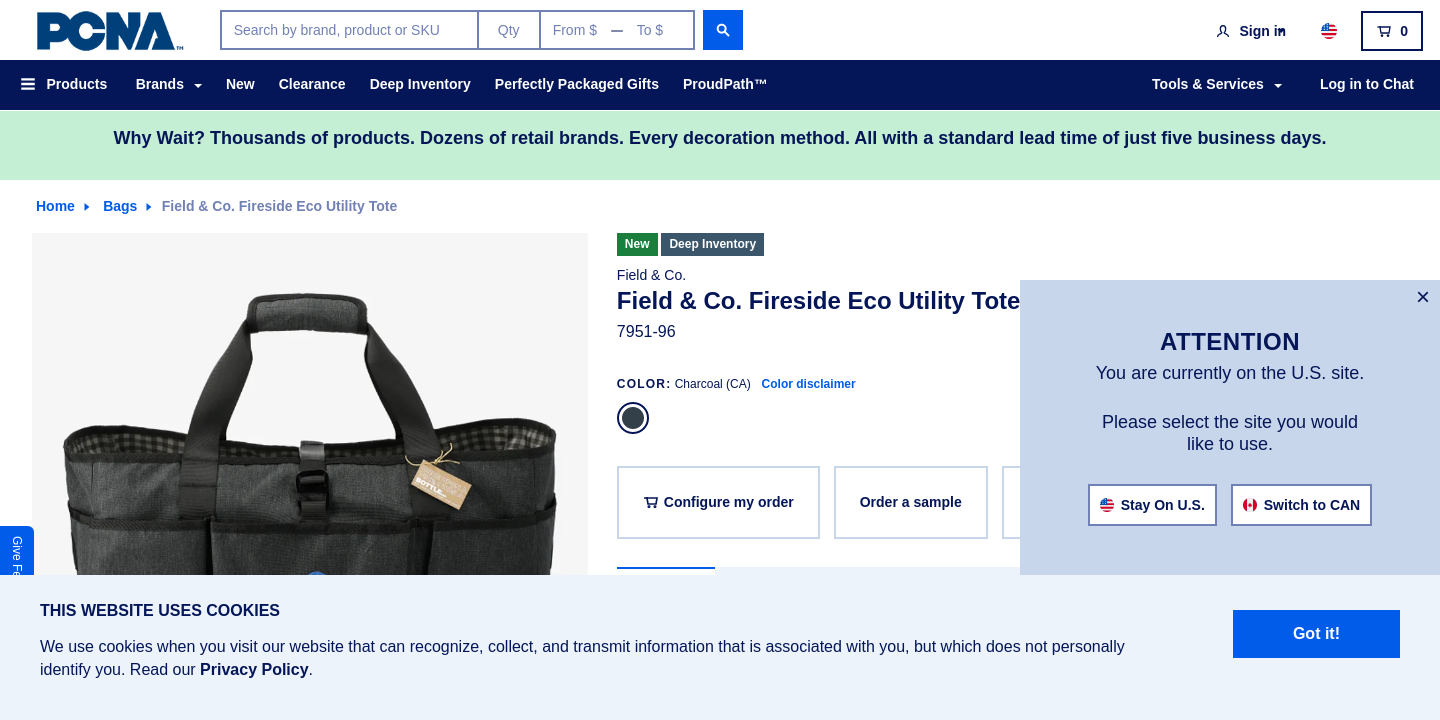 PCNA™
Search by brand, product or SKU
Qty
From $ — To $
Sign in
0
Products
Brands
New
Clearance
Deep Inventory
Perfectly Packaged Gifts
ProudPath™
Tools & Services
Log in to Chat
Why Wait? Thousands of products. Dozens of retail brands. Every decoration method. All with a standard lead time of just five business days.
Home
Bags
Field & Co. Fireside Eco Utility Tote
New
Deep Inventory
Field & Co.
Field & Co. Fireside Eco Utility Tote
7951-96
COLOR: Charcoal (CA) Color disclaimer
Configure my order
Order a sample
BOTTLE
×
ATTENTION
You are currently on the U.S. site.
Please select the site you would
like to use.
Stay On U.S.
Switch to CAN
Give Fe
THIS WEBSITE USES COOKIES
We use cookies when you visit our website that can recognize, collect, and transmit information that is associated with you, but which does not personally
identify you. Read our Privacy Policy.
Got it!